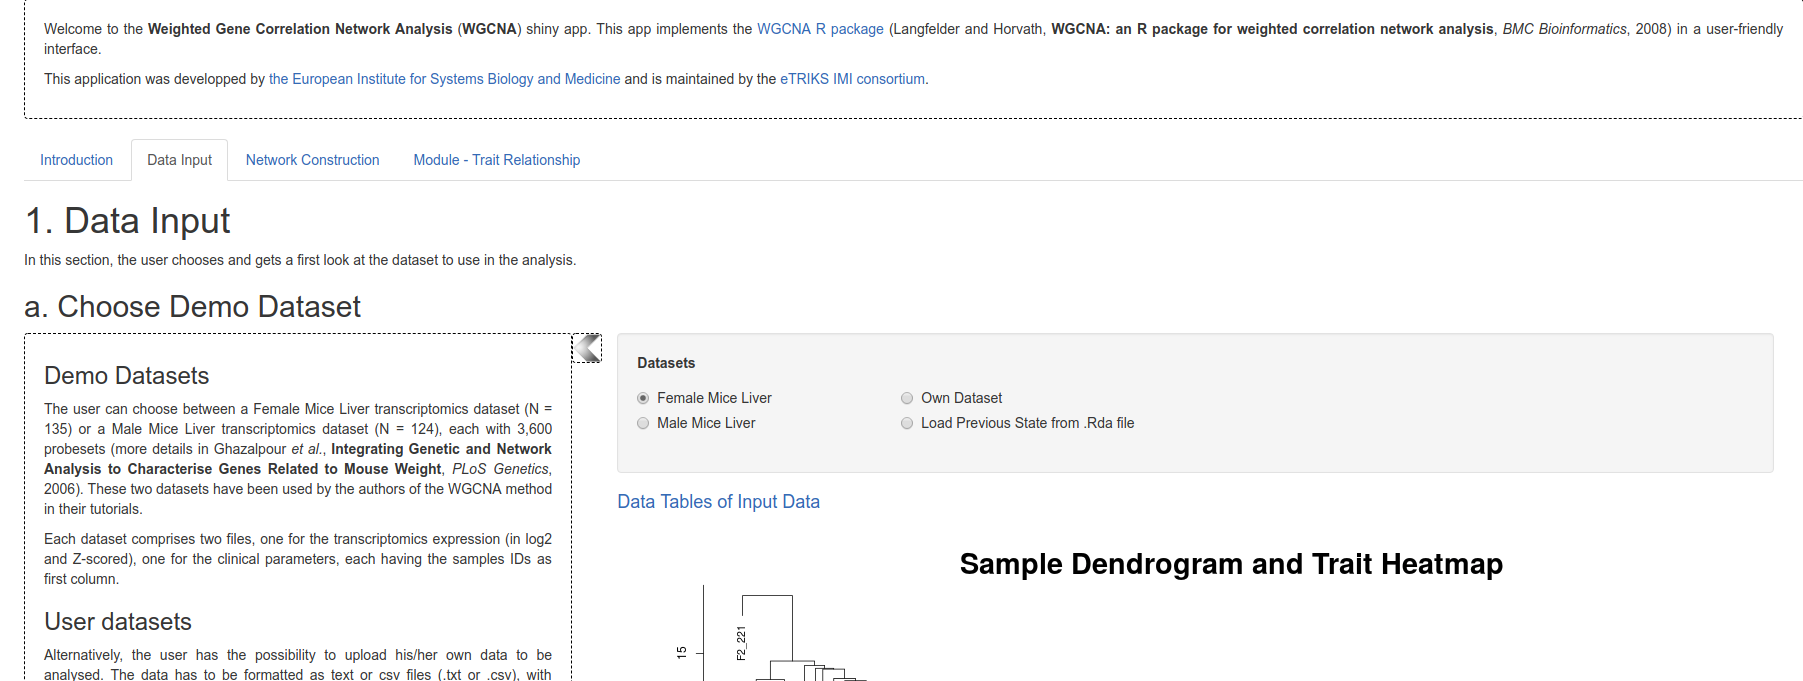 Welcome to the Weighted Gene Correlation Network Analysis (WGCNA) shiny app. This app implements the WGCNA R package (Langfelder and Horvath, WGCNA: an R package for weighted correlation network analysis, BMC Bioinformatics, 2008) in a user-friendly
interface.
This application was developped by the European Institute for Systems Biology and Medicine and is maintained by the eTRIKS IMI consortium.
Introduction Data Input Network Construction Module - Trait Relationship
1. Data Input
In this section, the user chooses and gets a first look at the dataset to use in the analysis.
a. Choose Demo Dataset
Demo Datasets
The user can choose between a Female Mice Liver transcriptomics dataset (N =
135) or a Male Mice Liver transcriptomics dataset (N = 124), each with 3,600
probesets (more details in Ghazalpour et al., Integrating Genetic and Network
Analysis to Characterise Genes Related to Mouse Weight, PLoS Genetics,
2006). These two datasets have been used by the authors of the WGCNA method
in their tutorials.
Each dataset comprises two files, one for the transcriptomics expression (in log2
and Z-scored), one for the clinical parameters, each having the samples IDs as
first column.
User datasets
Alternatively, the user has the possibility to upload his/her own data to be
analysed. The data has to be formatted as text or csv files (.txt or .csv), with
Datasets
Female Mice Liver Own Dataset
Male Mice Liver Load Previous State from .Rda file
Data Tables of Input Data
Sample Dendrogram and Trait Heatmap
15
F2_221